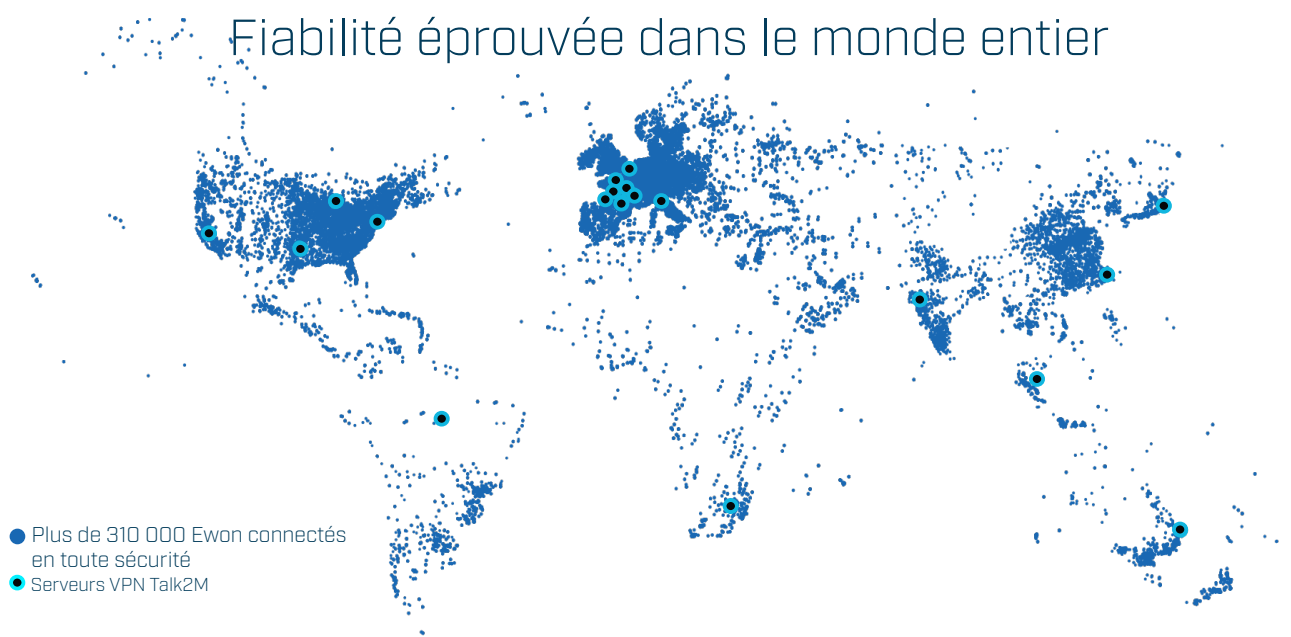 Fiabilité éprouvée dans le monde entier
Plus de 310 000 Ewon connectés
en toute sécurité
Serveurs VPN Talk2M